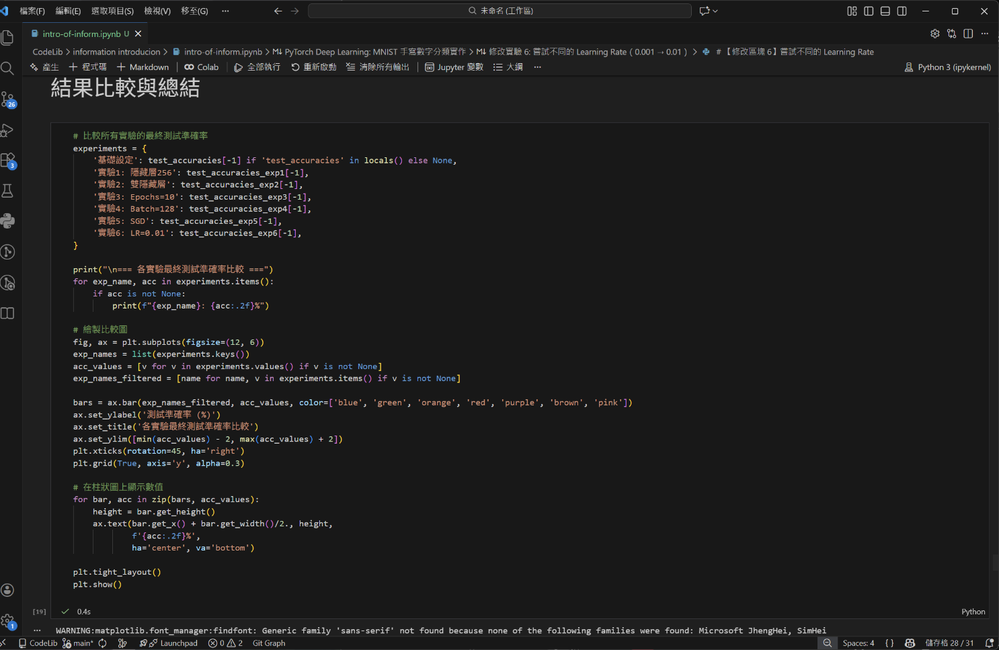 檔案(F) 編輯(E) 選取項目(S) 檢視(V) 移至(G) ··· 未命名 (工作區)
intro-of-inform.ipynb U
CodeLib > information introducion > intro-of-inform.ipynb > M↓ PyTorch Deep Learning: MNIST 手寫數字分類實作 > M↓ 修改實驗 6: 嘗試不同的 Learning Rate ( 0.001 → 0.01 ) > # 【修改區塊 6】嘗試不同的 Learning Rate
產生 + 程式碼 + Markdown Colab 全部執行 重新啟動 清除所有輸出 Jupyter 變數 大綱 ··· Python 3 (ipykernel)
結果比較與總結
# 比較所有實驗的最終測試準確率
experiments = {
'基礎設定': test_accuracies[-1] if 'test_accuracies' in locals() else None,
'實驗1: 隱藏層256': test_accuracies_exp1[-1],
'實驗2: 雙隱藏層': test_accuracies_exp2[-1],
'實驗3: Epochs=10': test_accuracies_exp3[-1],
'實驗4: Batch=128': test_accuracies_exp4[-1],
'實驗5: SGD': test_accuracies_exp5[-1],
'實驗6: LR=0.01': test_accuracies_exp6[-1],
}
print("\n=== 各實驗最終測試準確率比較 ===")
for exp_name, acc in experiments.items():
if acc is not None:
print(f"{exp_name}: {acc:.2f}%")
# 繪製比較圖
fig, ax = plt.subplots(figsize=(12, 6))
exp_names = list(experiments.keys())
acc_values = [v for v in experiments.values() if v is not None]
exp_names_filtered = [name for name, v in experiments.items() if v is not None]
bars = ax.bar(exp_names_filtered, acc_values, color=['blue', 'green', 'orange', 'red', 'purple', 'brown', 'pink'])
ax.set_ylabel('測試準確率 (%)')
ax.set_title('各實驗最終測試準確率比較')
ax.set_ylim([min(acc_values) - 2, max(acc_values) + 2])
plt.xticks(rotation=45, ha='right')
plt.grid(True, axis='y', alpha=0.3)
# 在柱狀圖上顯示數值
for bar, acc in zip(bars, acc_values):
height = bar.get_height()
ax.text(bar.get_x() + bar.get_width()/2., height,
f'{acc:.2f}%',
ha='center', va='bottom')
plt.tight_layout()
plt.show()
[19] 0.4s Python
··· WARNING:matplotlib.font_manager:findfont: Generic family 'sans-serif' not found because none of the following families were found: Microsoft JhengHei, SimHei
26
3
1
CodeLib main* Launchpad 0 2 Git Graph Spaces: 4 { } 儲存格 28 / 31